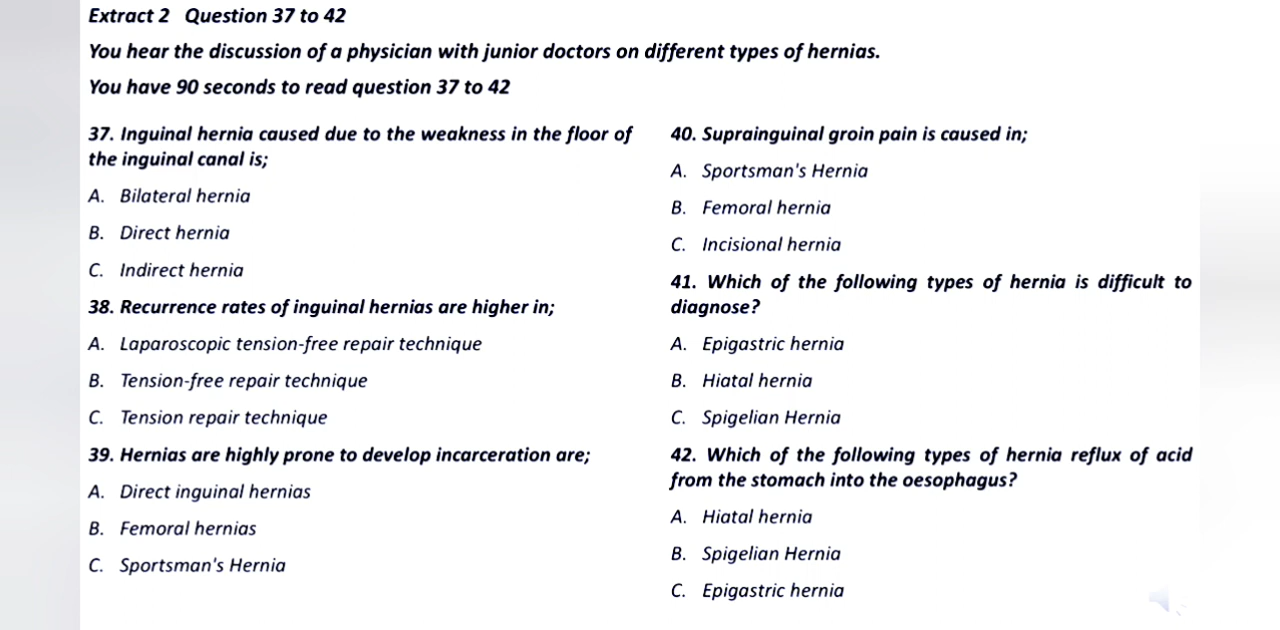 Extract 2 Question 37 to 42
You hear the discussion of a physician with junior doctors on different types of hernias.
You have 90 seconds to read question 37 to 42
37. Inguinal hernia caused due to the weakness in the floor of
the inguinal canal is;
A. Bilateral hernia
B. Direct hernia
C. Indirect hernia
38. Recurrence rates of inguinal hernias are higher in;
A. Laparoscopic tension-free repair technique
B. Tension-free repair technique
C. Tension repair technique
39. Hernias are highly prone to develop incarceration are;
A. Direct inguinal hernias
B. Femoral hernias
C. Sportsman's Hernia
40. Suprainguinal groin pain is caused in;
A. Sportsman's Hernia
B. Femoral hernia
C. Incisional hernia
41. Which of the following types of hernia is difficult to
diagnose?
A. Epigastric hernia
B. Hiatal hernia
C. Spigelian Hernia
42. Which of the following types of hernia reflux of acid
from the stomach into the oesophagus?
A. Hiatal hernia
B. Spigelian Hernia
C. Epigastric hernia